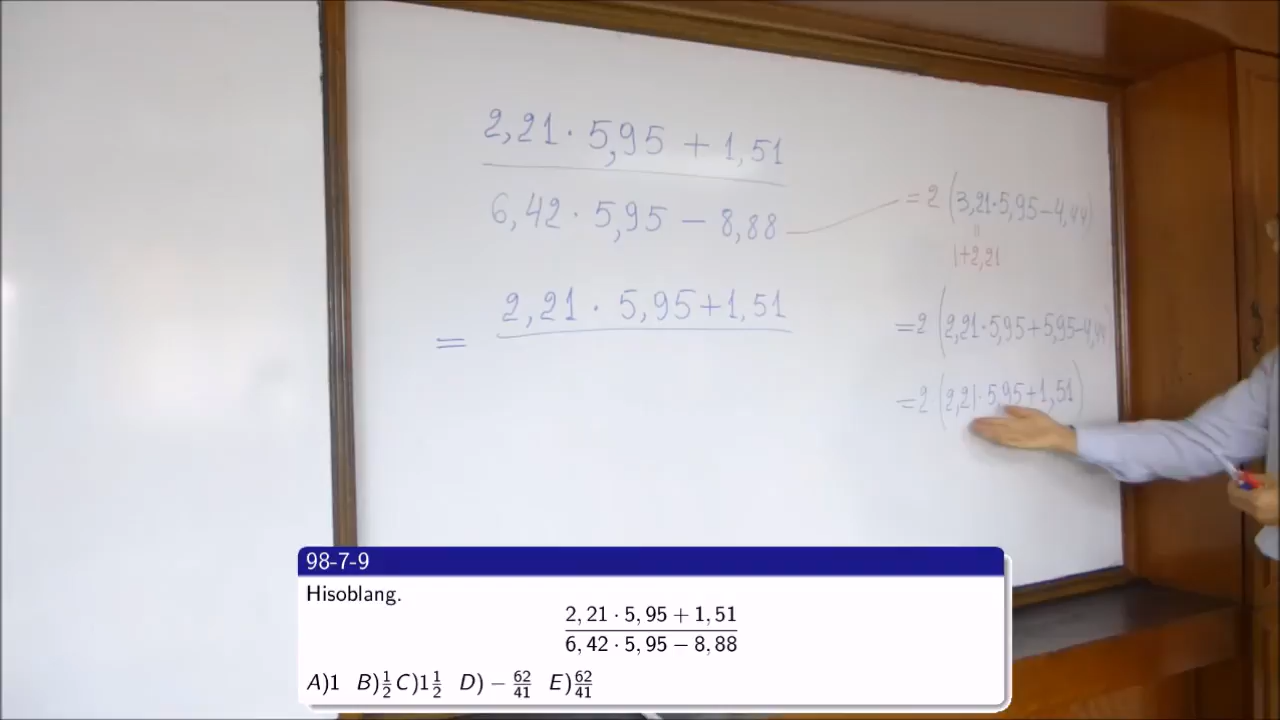 2,21 · 5,95 + 1,51
6,42 · 5,95 − 8,88
= 2 (3,21·5,95−4,44)
"
1+2,21
= 2,21 · 5,95+1,51
=2 (2,21·5,95+5,95−4,44
=2 (2,21·5,95+1,51)
98-7-9
Hisoblang.
2, 21 · 5, 95 + 1, 51
6, 42 · 5, 95 − 8, 88
A)1 B)1/2 C)1 1/2 D) − 62/41 E)62/41